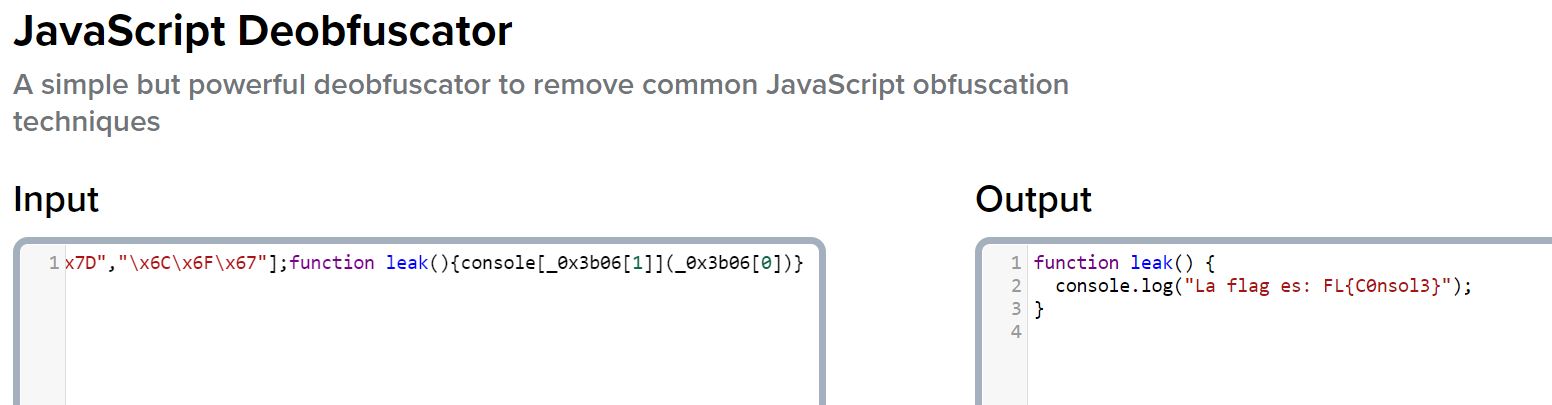 JavaScript Deobfuscator
A simple but powerful deobfuscator to remove common JavaScript obfuscation
techniques
Input
1 x7D","\x6C\x6F\x67"];function leak(){console[_0x3b06[1]](_0x3b06[0])}
Output
1 function leak() {
2   console.log("La flag es: FL{C0nsol3}");
3 }
4